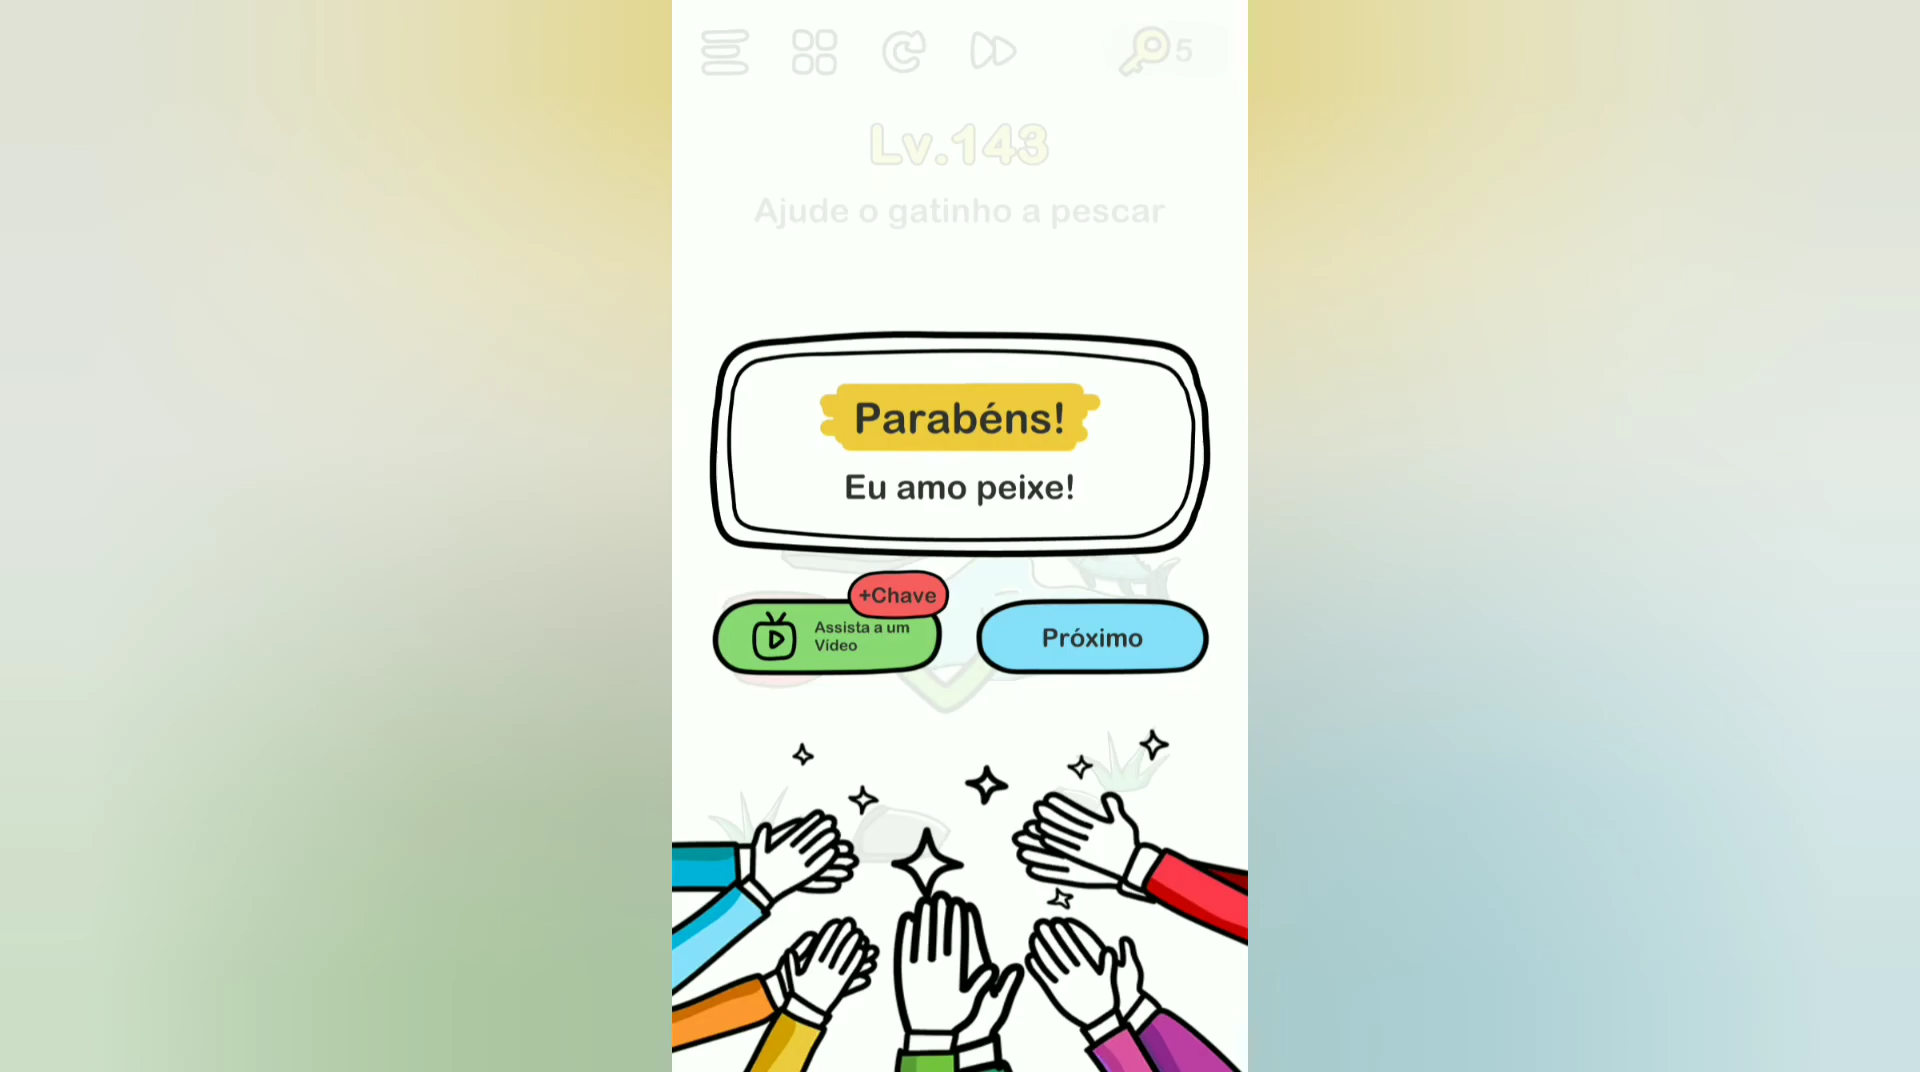 5
Lv.143
Ajude o gatinho a pescar
Parabéns!
Eu amo peixe!
+Chave
Assista a um
Vídeo
Próximo